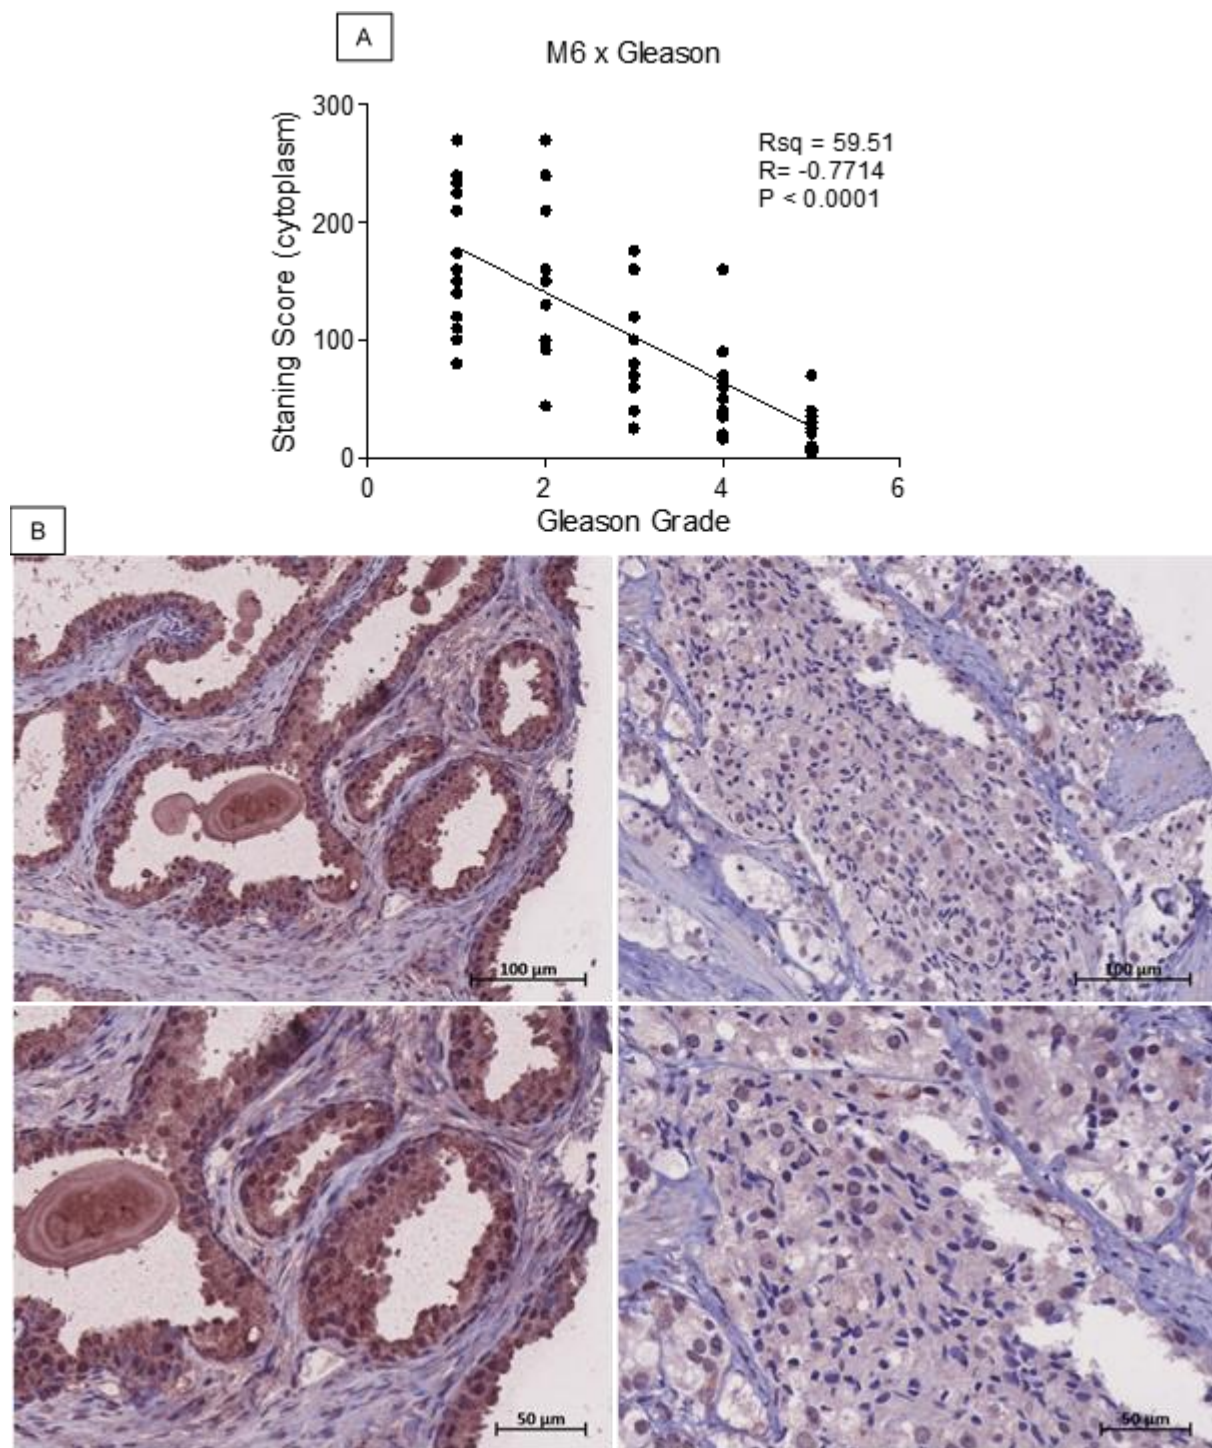 A
M6 x Gleason
Staning Score (cytoplasm)
300
200
100
0
Rsq = 59.51
R= -0.7714
P < 0.0001
0
2
4
6
Gleason Grade
B
100 µm
100 µm
50 µm
50 µm